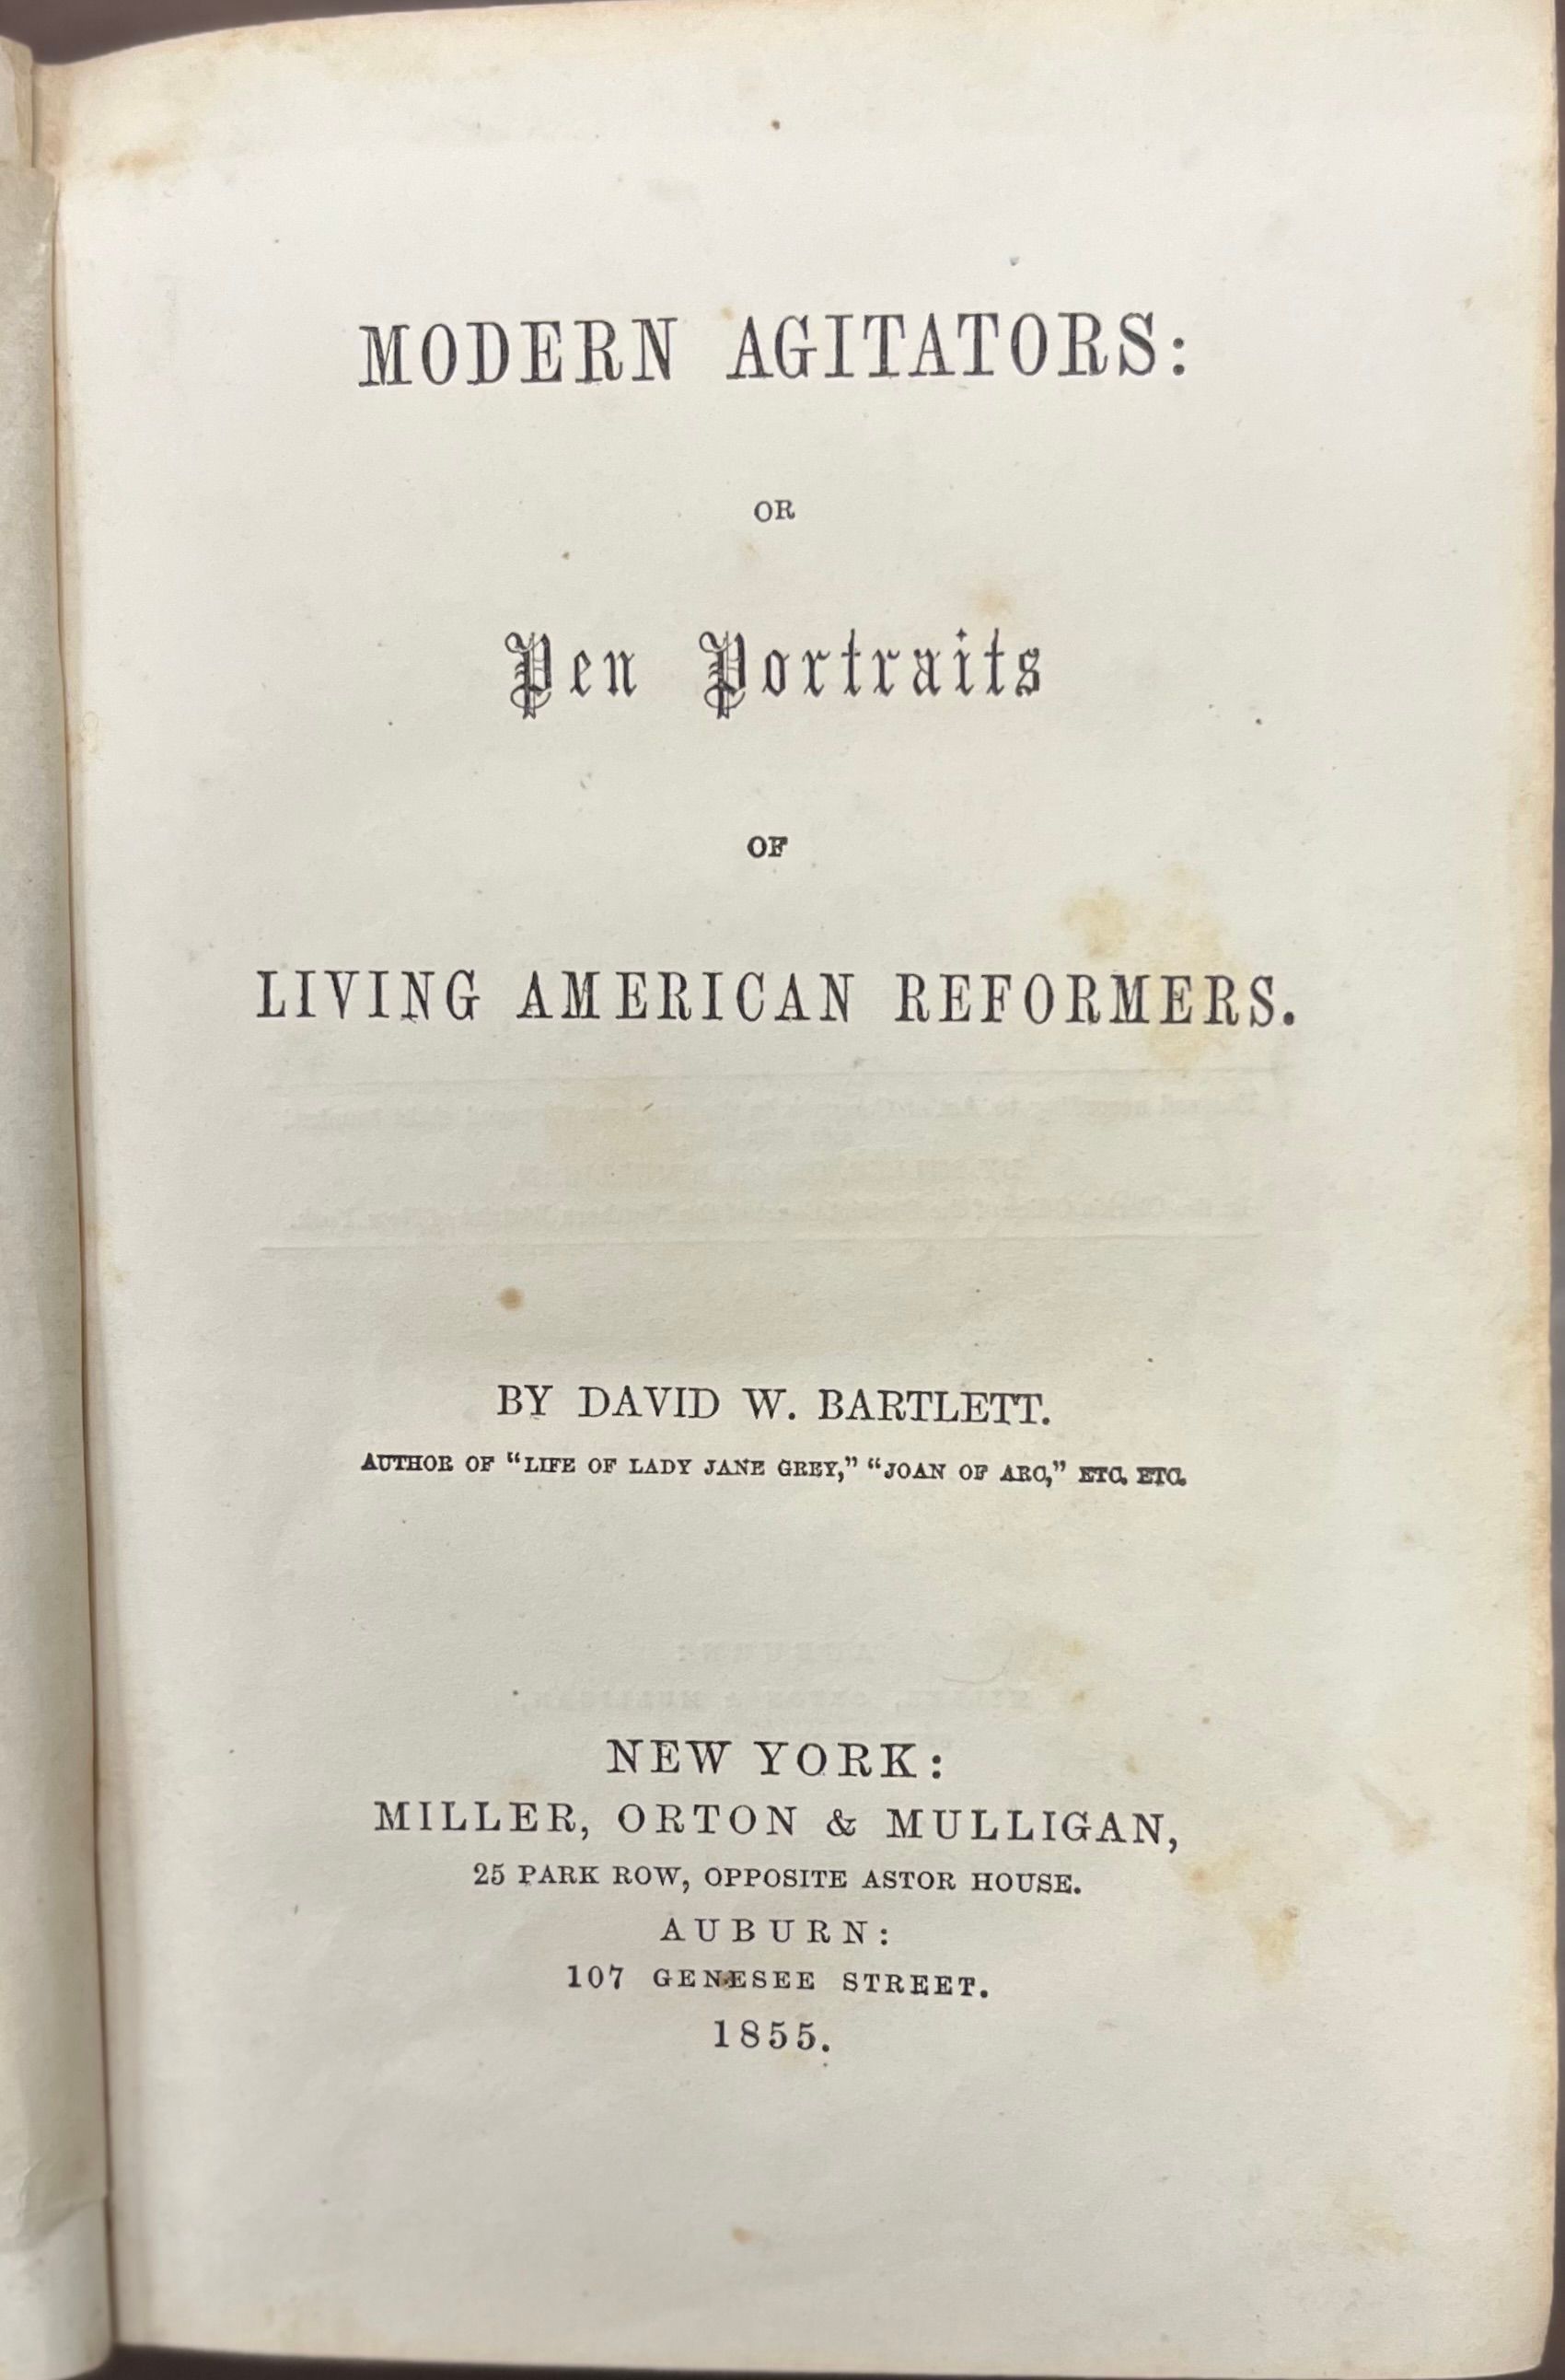 MODERN AGITATORS:
OR
Pen Portraits
OF
LIVING AMERICAN REFORMERS.
BY DAVID W. BARTLETT.
AUTHOR OF "LIFE OF LADY JANE GREY," "JOAN OF ARC," ETC. ETC.
NEW YORK:
MILLER, ORTON & MULLIGAN,
25 PARK ROW, OPPOSITE ASTOR HOUSE.
AUBURN:
107 GENESEE STREET.
1855.